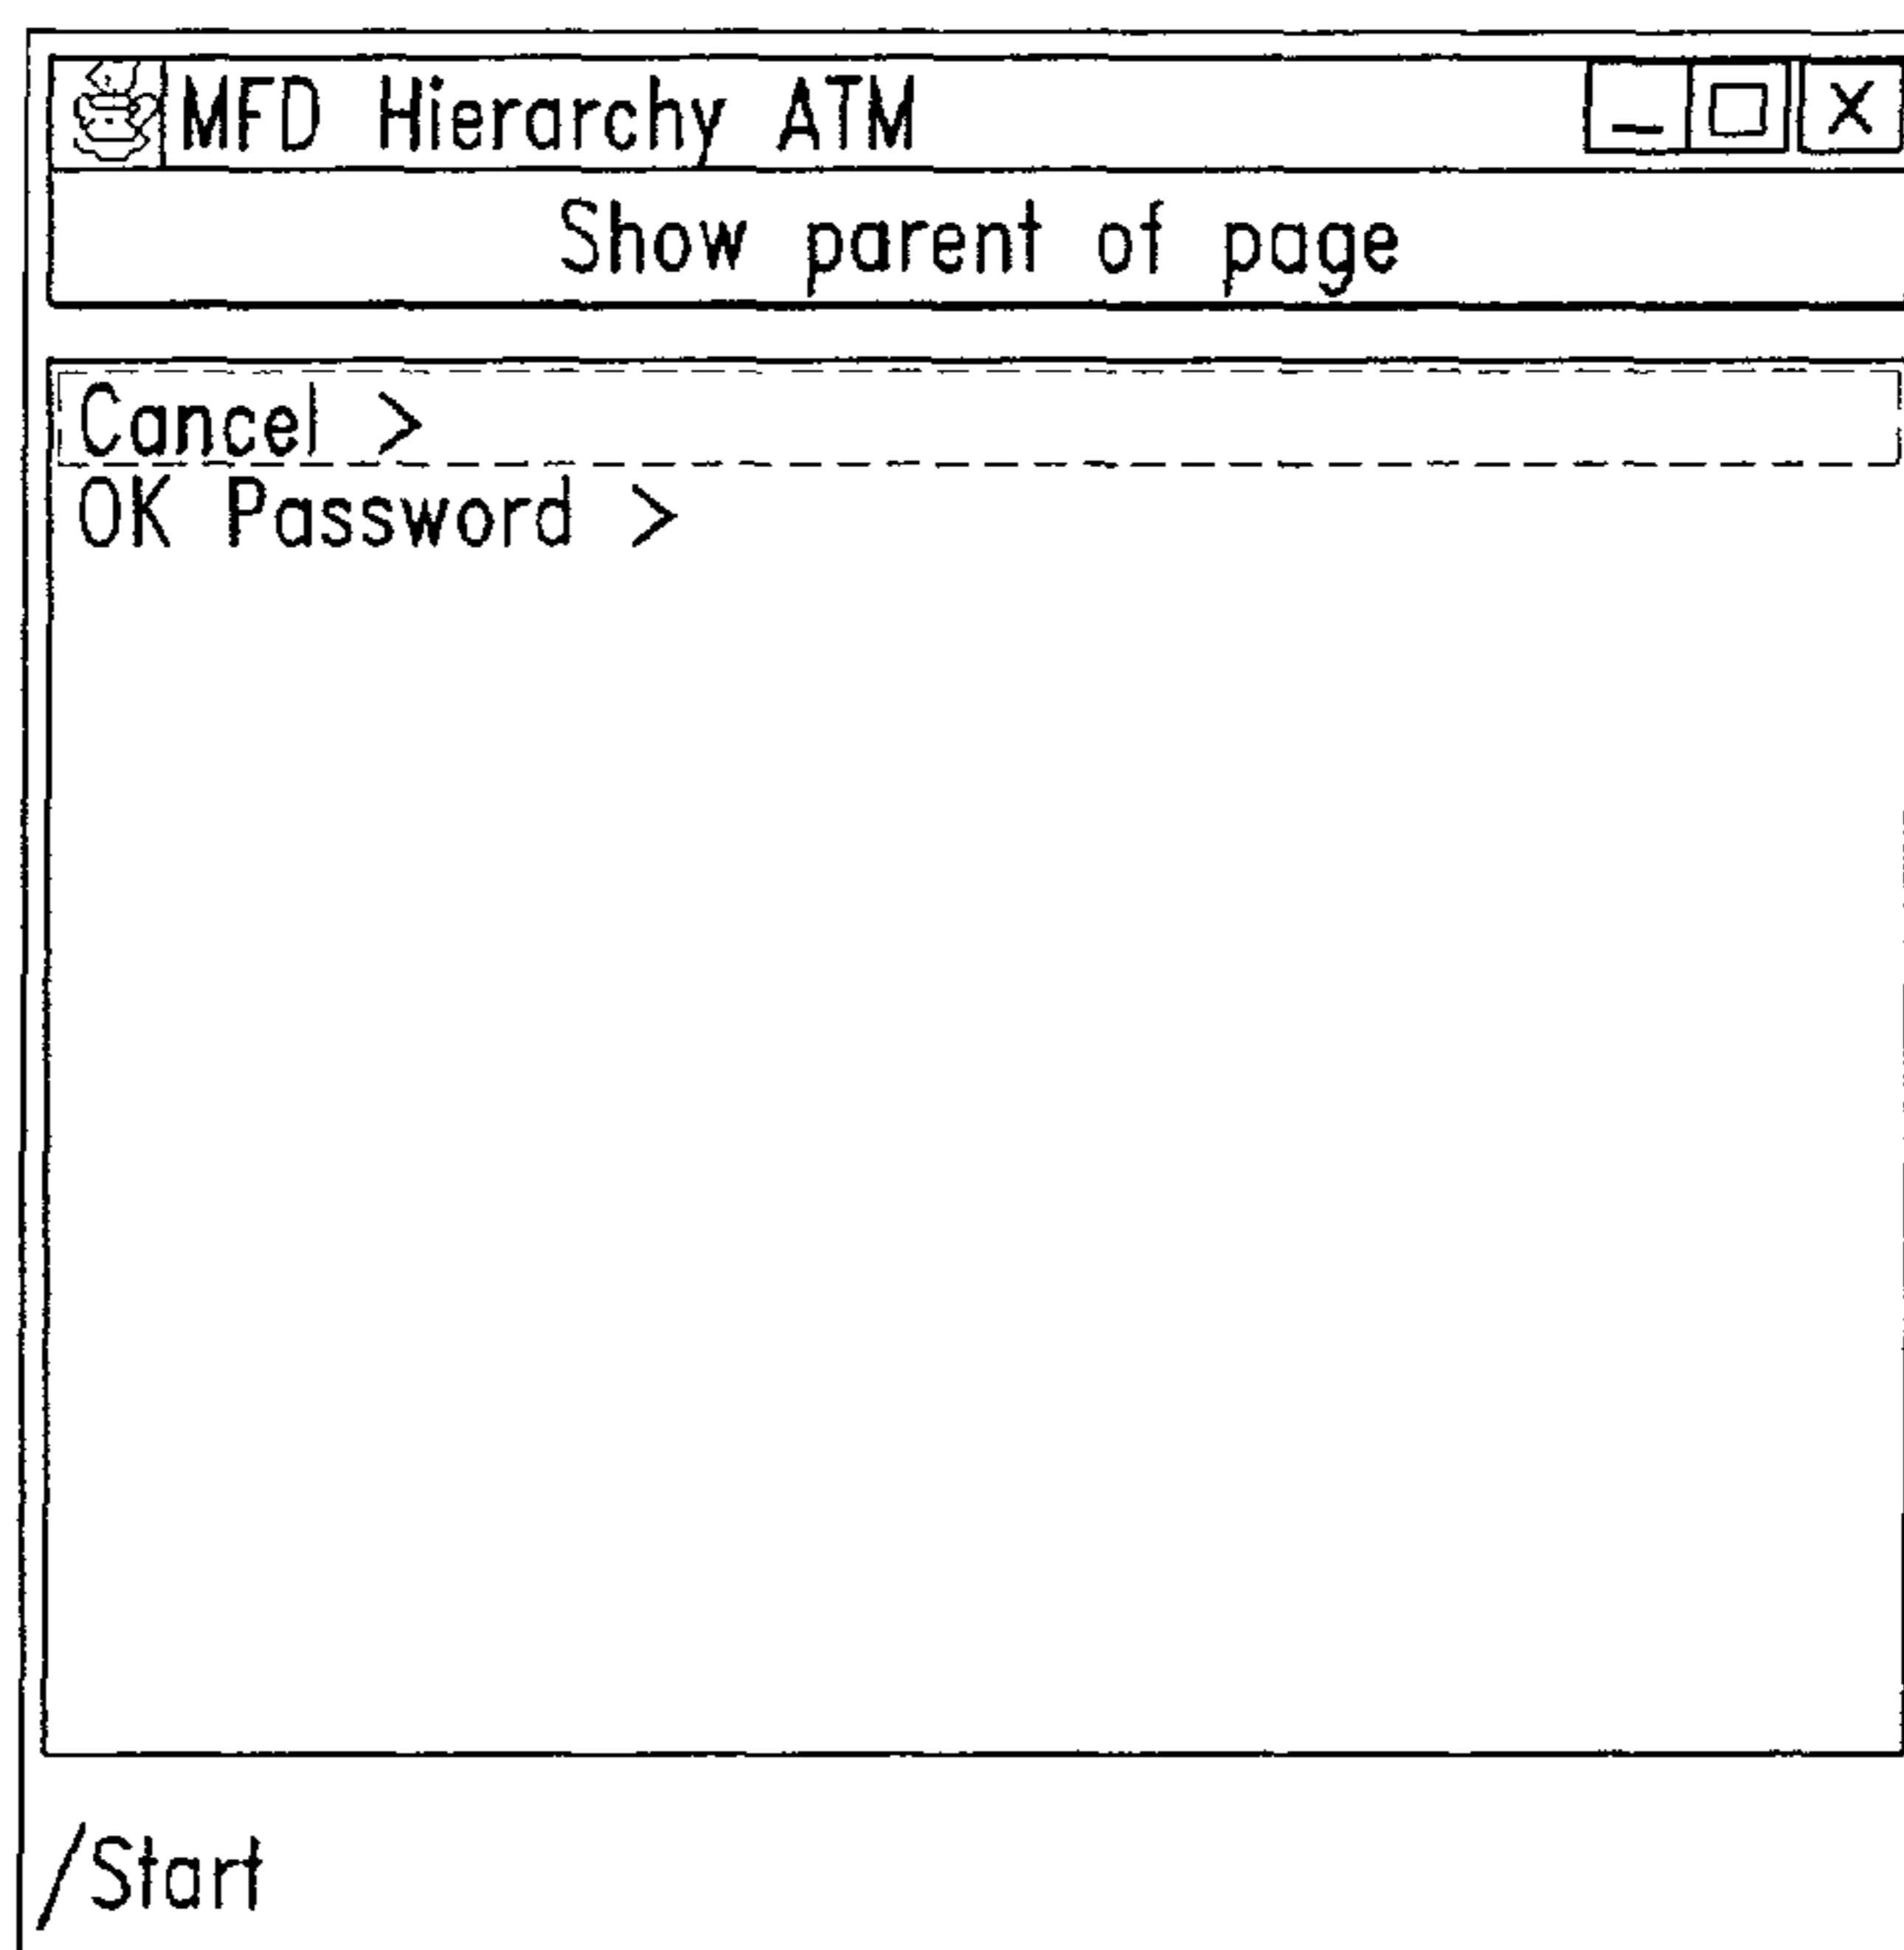 MFD Hierarchy ATM
Show parent of page
Cancel >
OK Password >
/Start